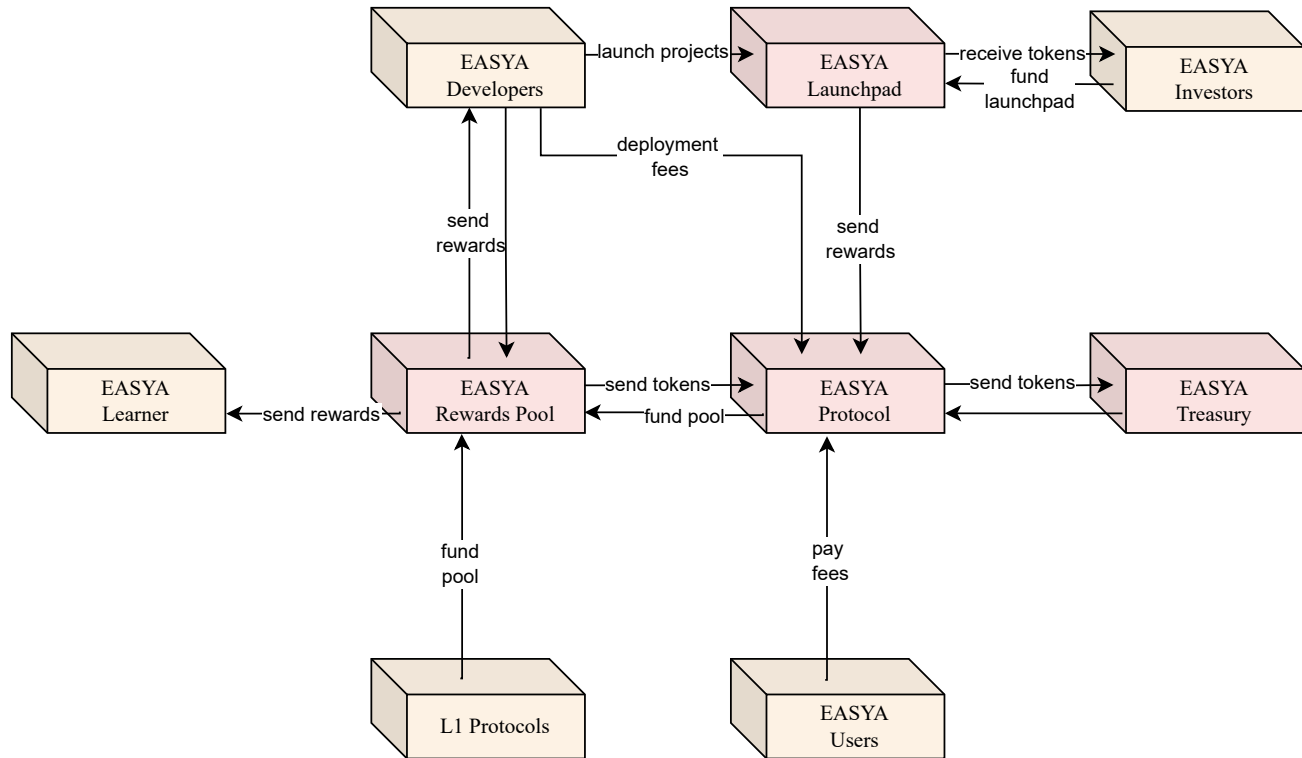 EASYA
Developers
launch projects
EASYA
Launchpad
receive tokens
fund
launchpad
EASYA
Investors
deployment
fees
send
rewards
send
rewards
EASYA
Learner
send rewards
EASYA
Rewards Pool
send tokens
fund pool
EASYA
Protocol
send tokens
EASYA
Treasury
fund
pool
pay
fees
L1 Protocols
EASYA
Users